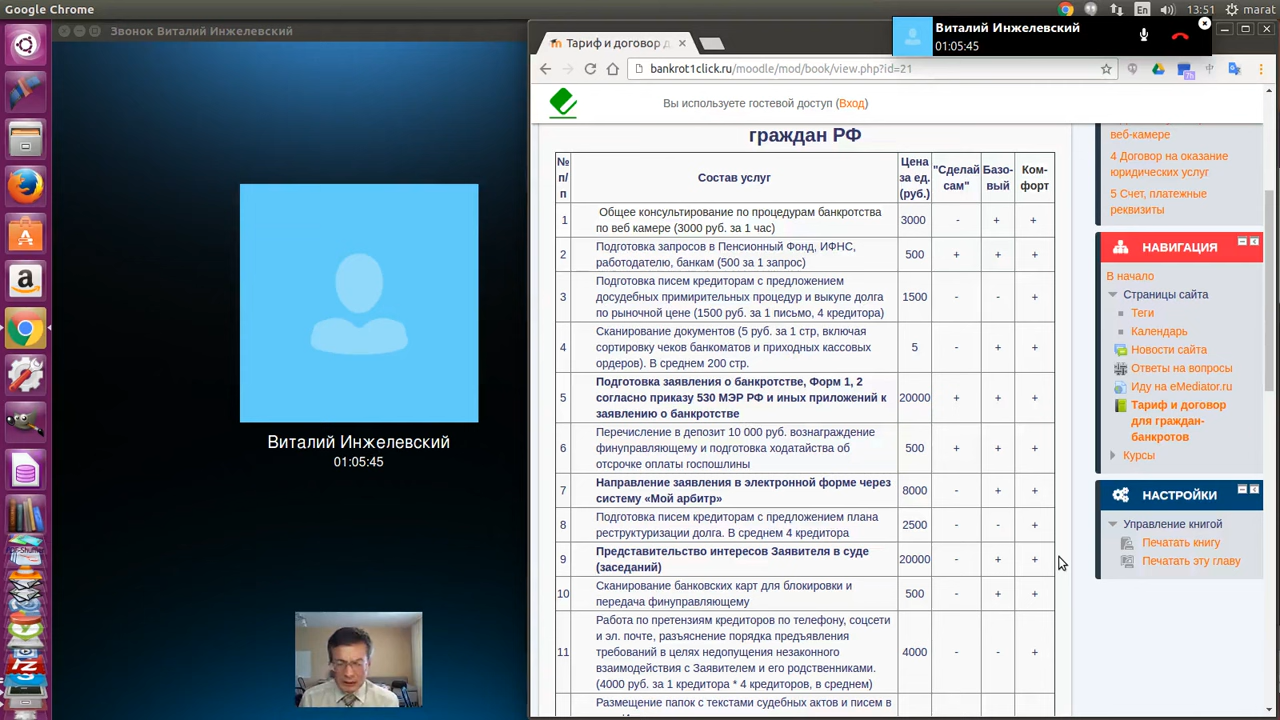 Google Chrome
En
13:51
marat
Звонок Виталий Инжелевский
Тариф и договор д
Виталий Инжелевский
01:05:45
bankrot1click.ru/moodle/mod/book/view.php?id=21
Вы используете гостевой доступ (Вход)
граждан РФ
№ п/п
Состав услуг
Цена за ед. (руб.)
"Сделай сам"
Базо-вый
Ком-форт
1
Общее консультирование по процедурам банкротства
по веб камере (3000 руб. за 1 час)
3000 - + +
2
Подготовка запросов в Пенсионный Фонд, ИФНС,
работодателю, банкам (500 за 1 запрос)
500 + + +
3
Подготовка писем кредиторам с предложением
досудебных примирительных процедур и выкупе долга
по рыночной цене (1500 руб. за 1 письмо, 4 кредитора)
1500 - - +
4
Сканирование документов (5 руб. за 1 стр, включая
сортировку чеков банкоматов и приходных кассовых
ордеров). В среднем 200 стр.
5 - + +
5
Подготовка заявления о банкротстве, Форм 1, 2
согласно приказу 530 МЭР РФ и иных приложений к
заявлению о банкротстве
20000 + + +
6
Перечисление в депозит 10 000 руб. вознаграждение
финуправляющему и подготовка ходатайства об
отсрочке оплаты госпошлины
500 + + +
7
Направление заявления в электронной форме через
систему «Мой арбитр»
8000 - + +
8
Подготовка писем кредиторам с предложением плана
реструктуризации долга. В среднем 4 кредитора
2500 - - +
9
Представительство интересов Заявителя в суде
(заседаний)
20000 - + +
10
Сканирование банковских карт для блокировки и
передача финуправляющему
500 - + +
11
Работа по претензиям кредиторов по телефону, соцсети
и эл. почте, разъяснение порядка предъявления
требований в целях недопущения незаконного
взаимодействия с Заявителем и его родственниками.
(4000 руб. за 1 кредитора * 4 кредиторов, в среднем)
4000 - - +
Размещение папок с текстами судебных актов и писем в
веб-камере
4 Договор на оказание
юридических услуг
5 Счет, платежные
реквизиты
НАВИГАЦИЯ
В начало
Страницы сайта
Теги
Календарь
Новости сайта
Ответы на вопросы
Иду на eMediator.ru
Тариф и договор
для граждан-
банкротов
Курсы
НАСТРОЙКИ
Управление книгой
Печатать книгу
Печатать эту главу
Виталий Инжелевский
01:05:45